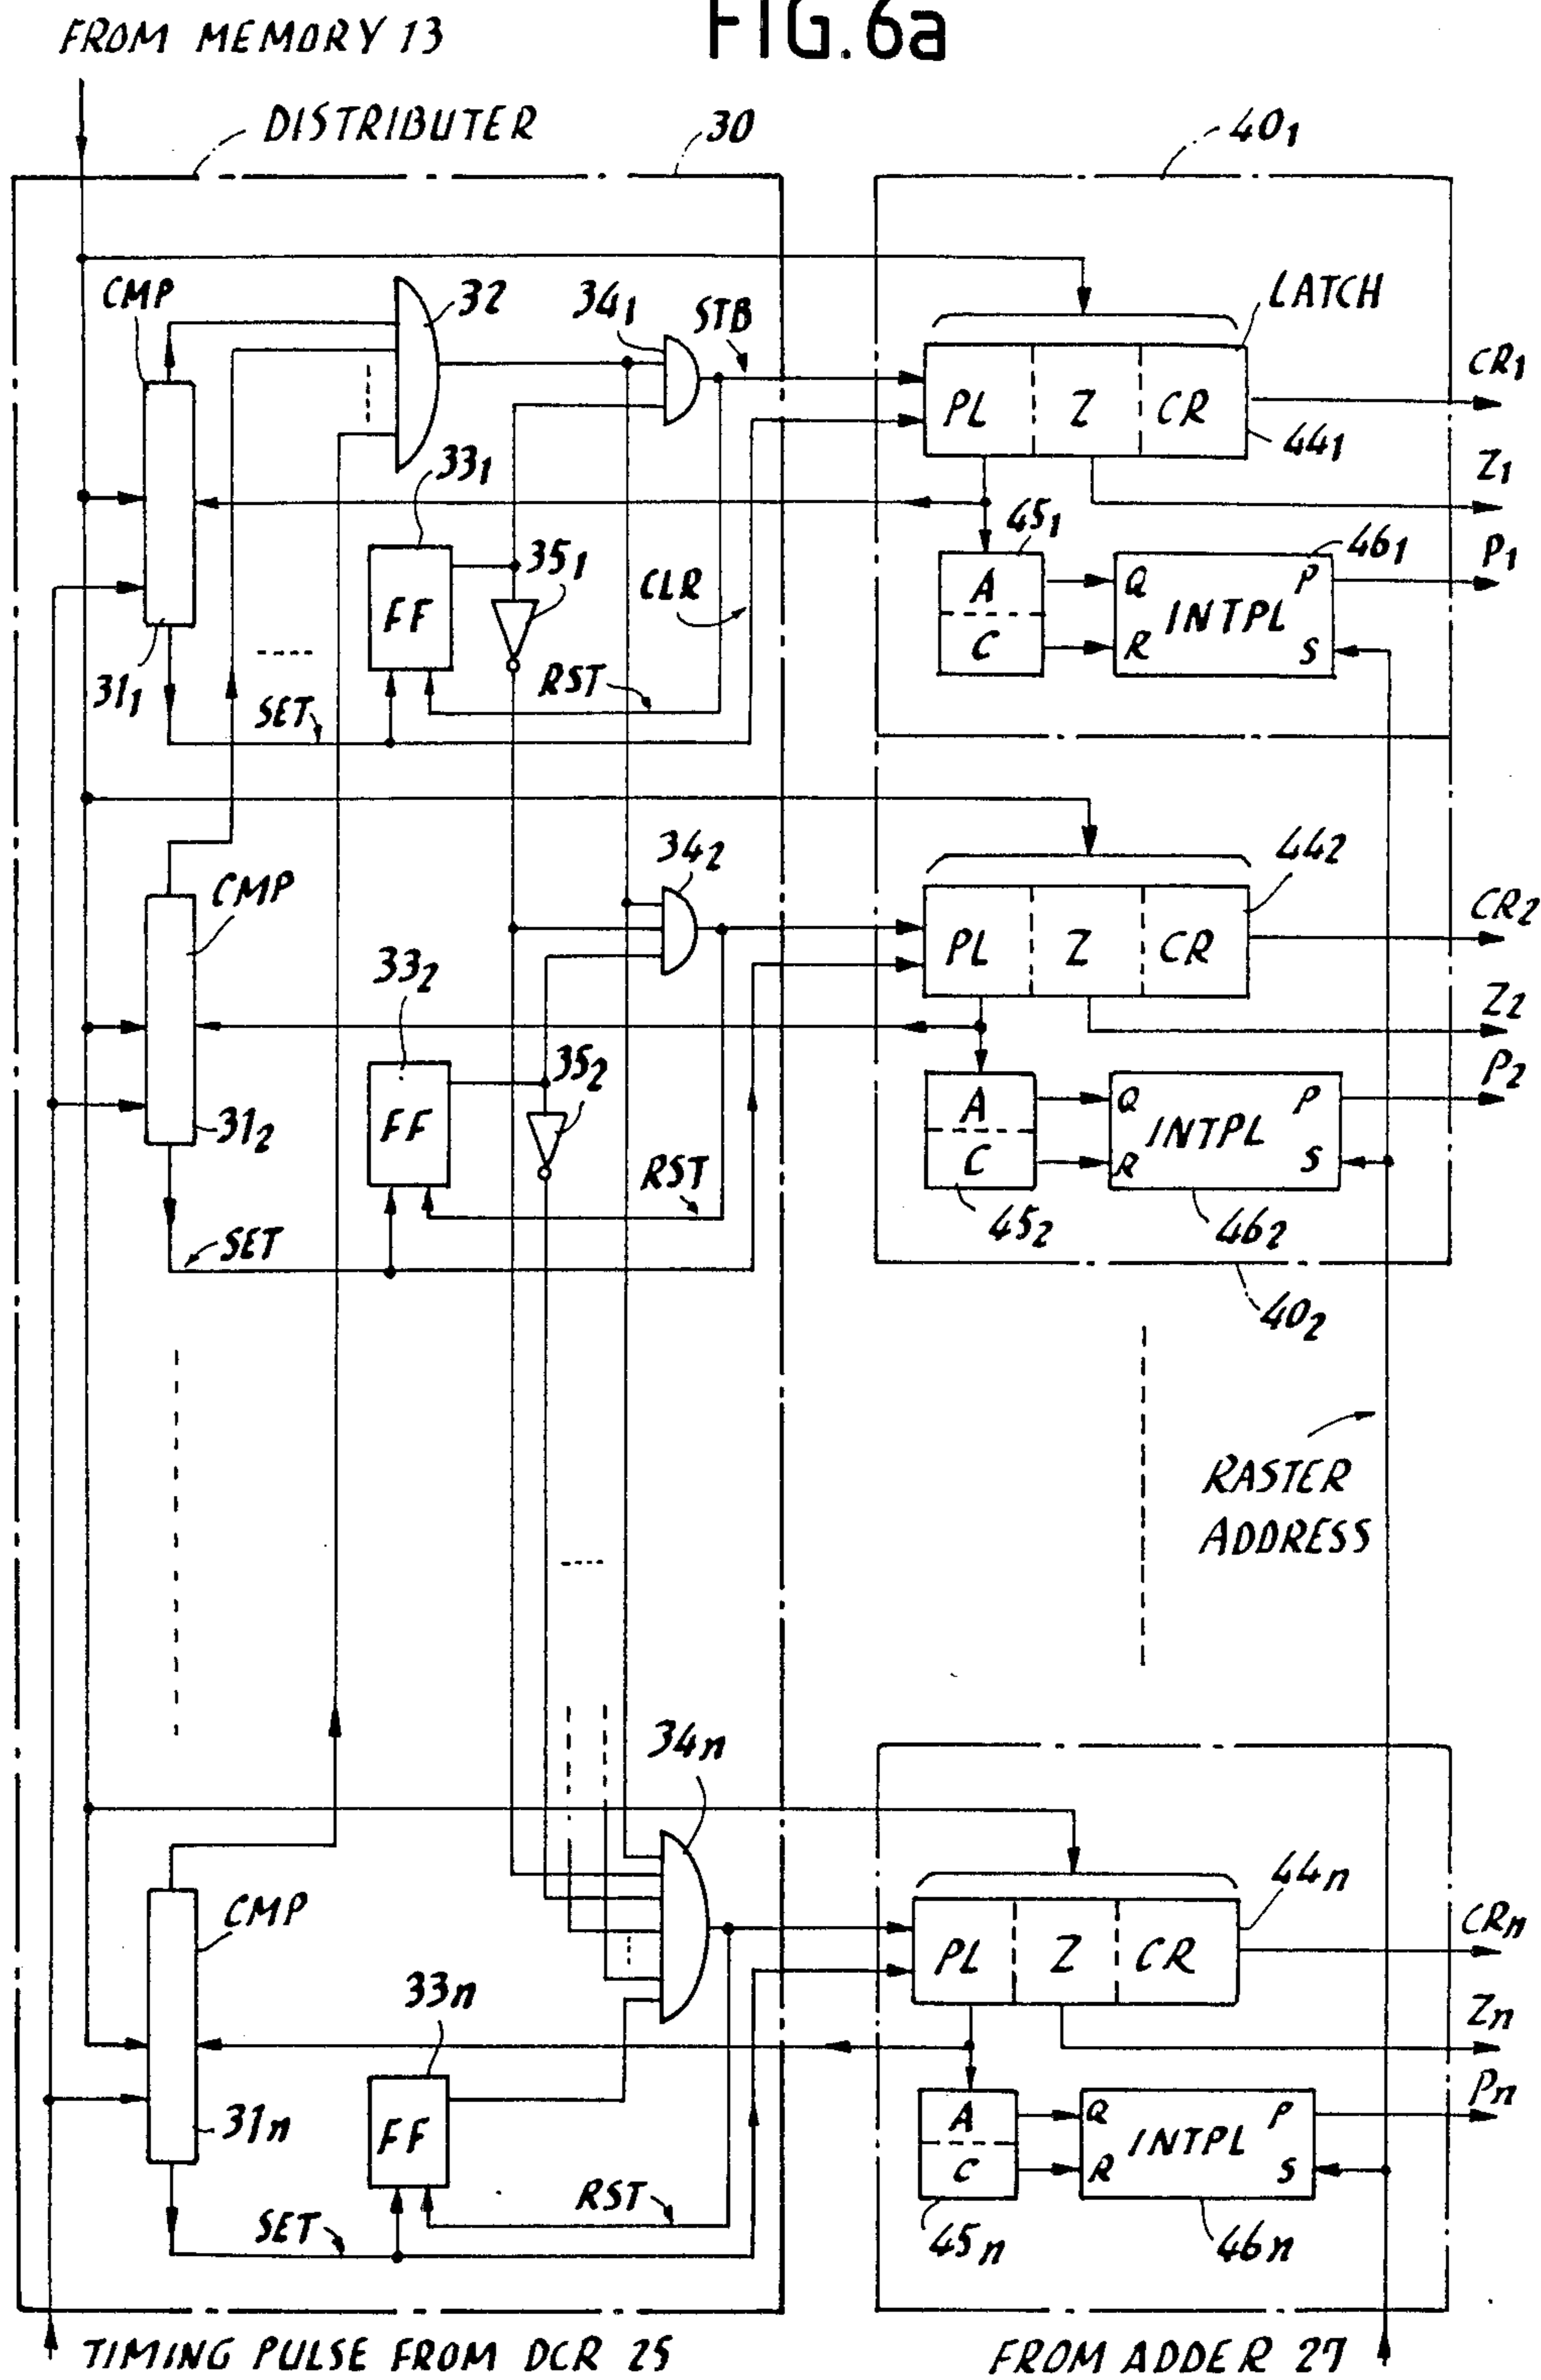 FROM MEMORY 13
FIG. 6a
DISTRIBUTER
30
40₁
CMP
32
34₁
STB
LATCH
CR₁
PL
Z
CR
44₁
Z₁
33₁
45₁
46₁
P₁
35₁
CLR
FF
A
C
Q
R
INTPL
P
S
31₁
SET
RST
34₂
44₂
CMP
CR₂
PL
Z
CR
33₂
Z₂
35₂
P₂
FF
A
C
Q
R
INTPL
P
S
31₂
RST
45₂
46₂
SET
40₂
RASTER
ADDRESS
34n
44n
CMP
CRn
PL
Z
CR
33n
Zn
Pn
31n
FF
A
C
Q
R
INTPL
P
S
RST
SET
45n
46n
TIMING PULSE FROM DCR 25
FROM ADDER 27